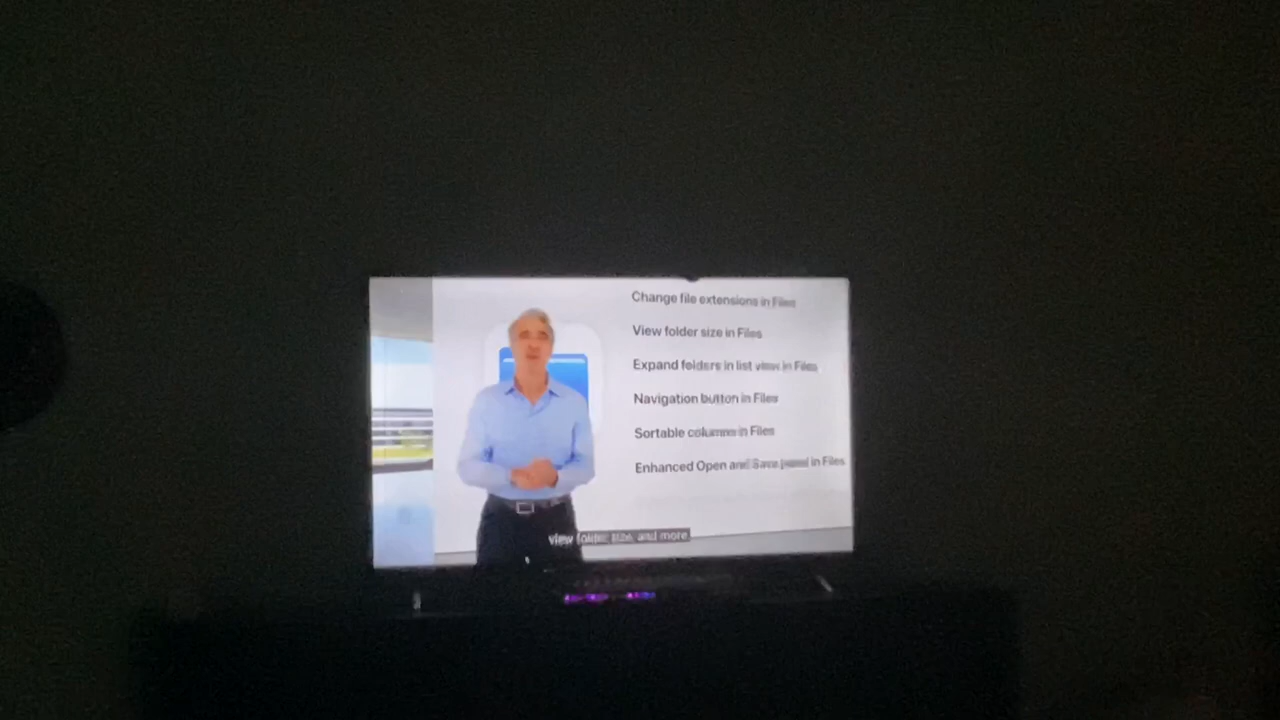 Change file extensions in Files
View folder size in Files
Expand folders in list view in Files
Navigation button in Files
Sortable columns in Files
Enhanced Open and Save panel in Files
view folder size, and more.